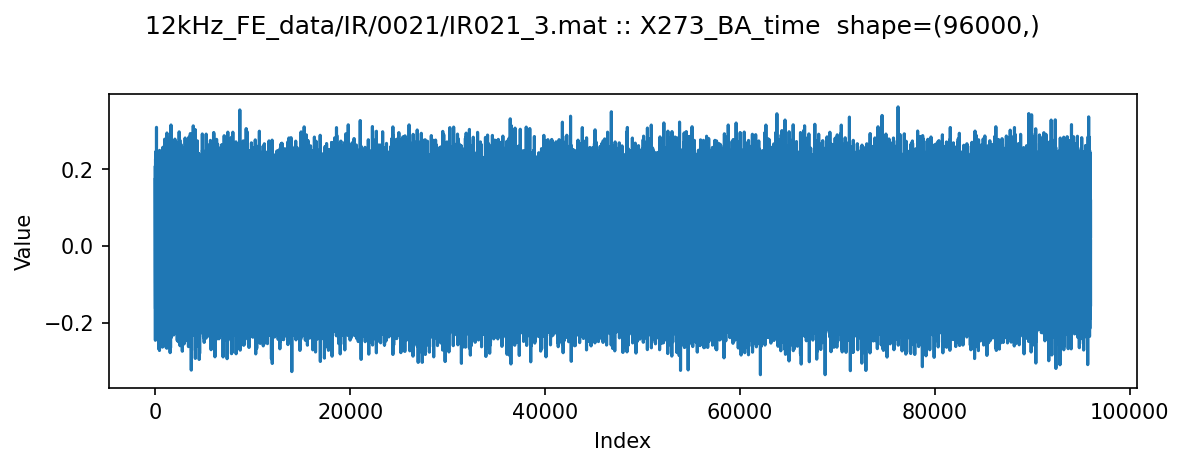 12kHz_FE_data/IR/0021/IR021_3.mat :: X273_BA_time  shape=(96000,)
0.2
0.0
−0.2
Value
0 20000 40000 60000 80000 100000
Index